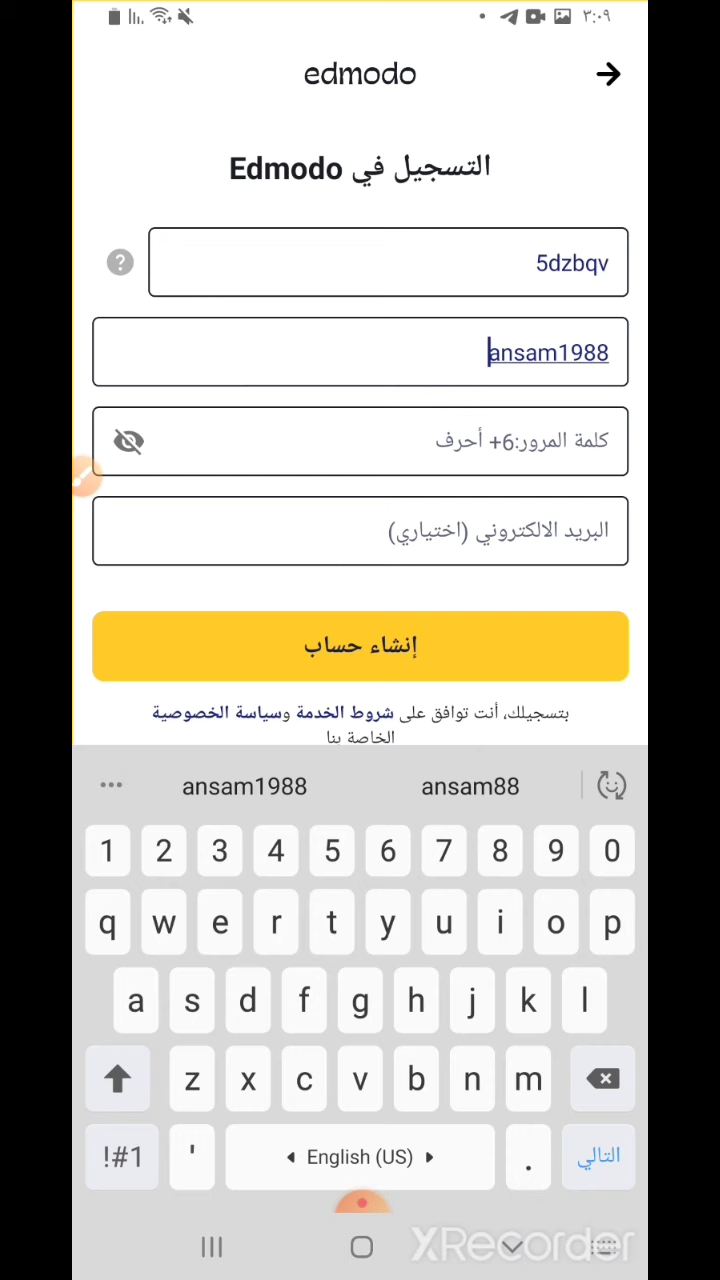 ٣:٠٩
edmodo
التسجيل في Edmodo
5dzbqv
ansam1988
كلمة المرور:6+ أحرف
البريد الالكتروني (اختياري)
إنشاء حساب
بتسجيلك، أنت توافق على شروط الخدمة وسياسة الخصوصية
الخاصة بنا
ansam1988 ansam88
1 2 3 4 5 6 7 8 9 0
q w e r t y u i o p
a s d f g h j k l
z x c v b n m
!#1 ' English (US) . التالي
XRecorder